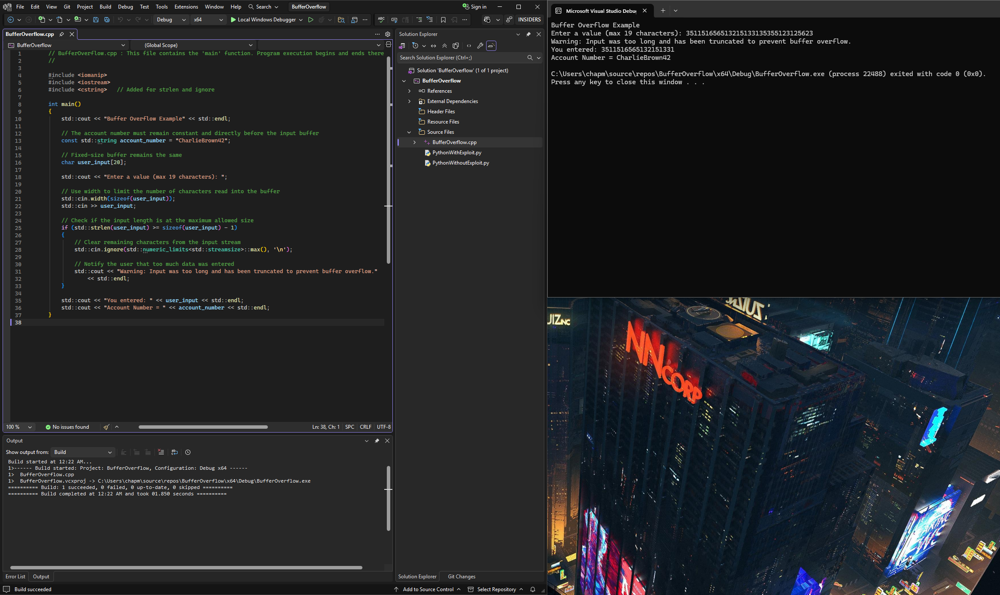 File Edit View Git Project Build Debug Test Tools Extensions Window Help Search BufferOverflow Sign in
Debug x64 Local Windows Debugger INSIDERS
BufferOverflow.cpp
BufferOverflow (Global Scope)
1 // BufferOverflow.cpp : This file contains the 'main' function. Program execution begins and ends there
2 //
3
4 #include <iomanip>
5 #include <iostream>
6 #include <cstring>   // Added for strlen and ignore
7
8 int main()
9 {
10 std::cout << "Buffer Overflow Example" << std::endl;
11
12 // The account number must remain constant and directly before the input buffer
13 const std::string account_number = "CharlieBrown42";
14
15 // Fixed-size buffer remains the same
16 char user_input[20];
17
18 std::cout << "Enter a value (max 19 characters): ";
19
20 // Use width to limit the number of characters read into the buffer
21 std::cin.width(sizeof(user_input));
22 std::cin >> user_input;
23
24 // Check if the input length is at the maximum allowed size
25 if (std::strlen(user_input) >= sizeof(user_input) - 1)
26 {
27 // Clear remaining characters from the input stream
28 std::cin.ignore(std::numeric_limits<std::streamsize>::max(), '\n');
29
30 // Notify the user that too much data was entered
31 std::cout << "Warning: Input was too long and has been truncated to prevent buffer overflow."
32 << std::endl;
33 }
34
35 std::cout << "You entered: " << user_input << std::endl;
36 std::cout << "Account Number = " << account_number << std::endl;
37 }
38
100 % No issues found Ln: 38, Ch: 1 SPC CRLF UTF-8
Output
Show output from: Build
Build started at 12:22 AM...
1>------ Build started: Project: BufferOverflow, Configuration: Debug x64 ------
1>  BufferOverflow.cpp
1>  BufferOverflow.vcxproj -> C:\Users\chapm\source\repos\BufferOverflow\x64\Debug\BufferOverflow.exe
========== Build: 1 succeeded, 0 failed, 0 up-to-date, 0 skipped ==========
========== Build completed at 12:22 AM and took 01.850 seconds ==========
Error List Output
Build succeeded
Solution Explorer
Search Solution Explorer (Ctrl+;)
Solution 'BufferOverflow' (1 of 1 project)
BufferOverflow
References
External Dependencies
Header Files
Resource Files
Source Files
BufferOverflow.cpp
PythonWithExploit.py
PythonWithoutExploit.py
Solution Explorer Git Changes
Add to Source Control Select Repository
Microsoft Visual Studio Debug
Buffer Overflow Example
Enter a value (max 19 characters): 351151656513215133135355123125623
Warning: Input was too long and has been truncated to prevent buffer overflow.
You entered: 3511516565132151331
Account Number = CharlieBrown42
C:\Users\chapm\source\repos\BufferOverflow\x64\Debug\BufferOverflow.exe (process 22488) exited with code 0 (0x0).
Press any key to close this window . . .
UIZINC
NNCORP